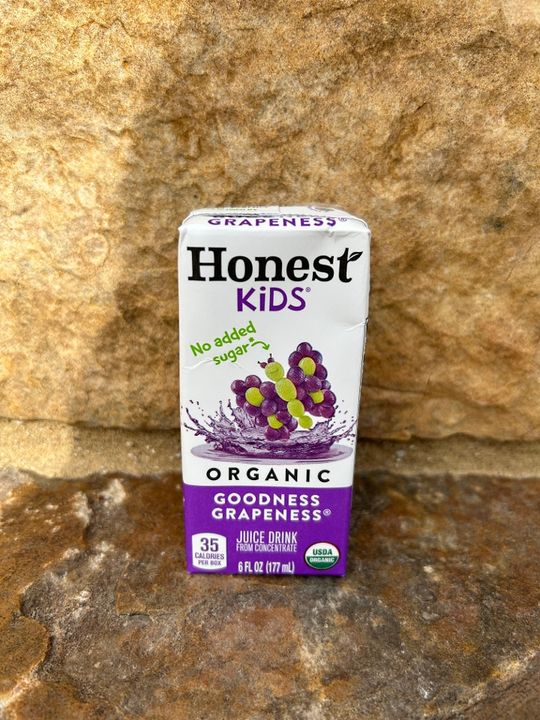 GRAPENESS®
Honest
KiDS®
No added
sugar*
ORGANIC
GOODNESS
GRAPENESS®
35
CALORIES
PER BOX
JUICE DRINK
FROM CONCENTRATE
6 FL OZ (177 mL)
USDA
ORGANIC